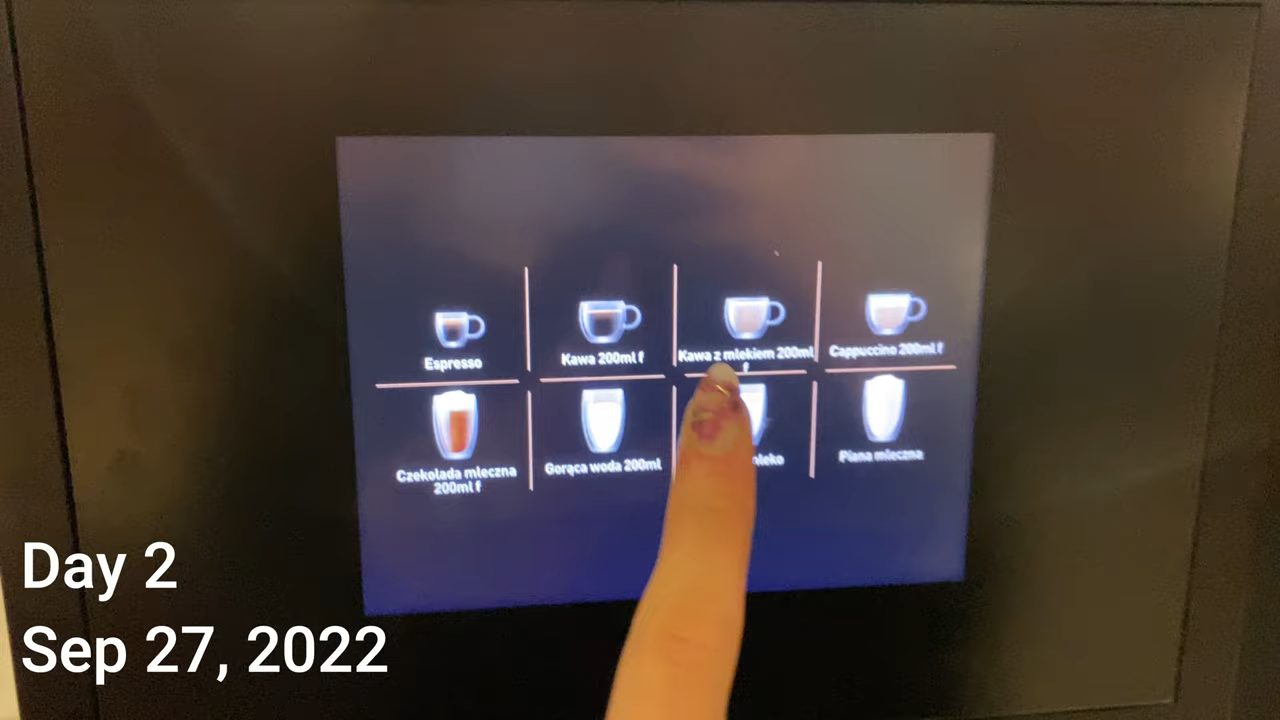 Espresso
Kawa 200ml f
Kawa z mlekiem 200ml
f
Cappuccino 200ml f
Czekolada mleczna
200ml f
Gorąca woda 200ml
Piana mleczna
Day 2
Sep 27, 2022